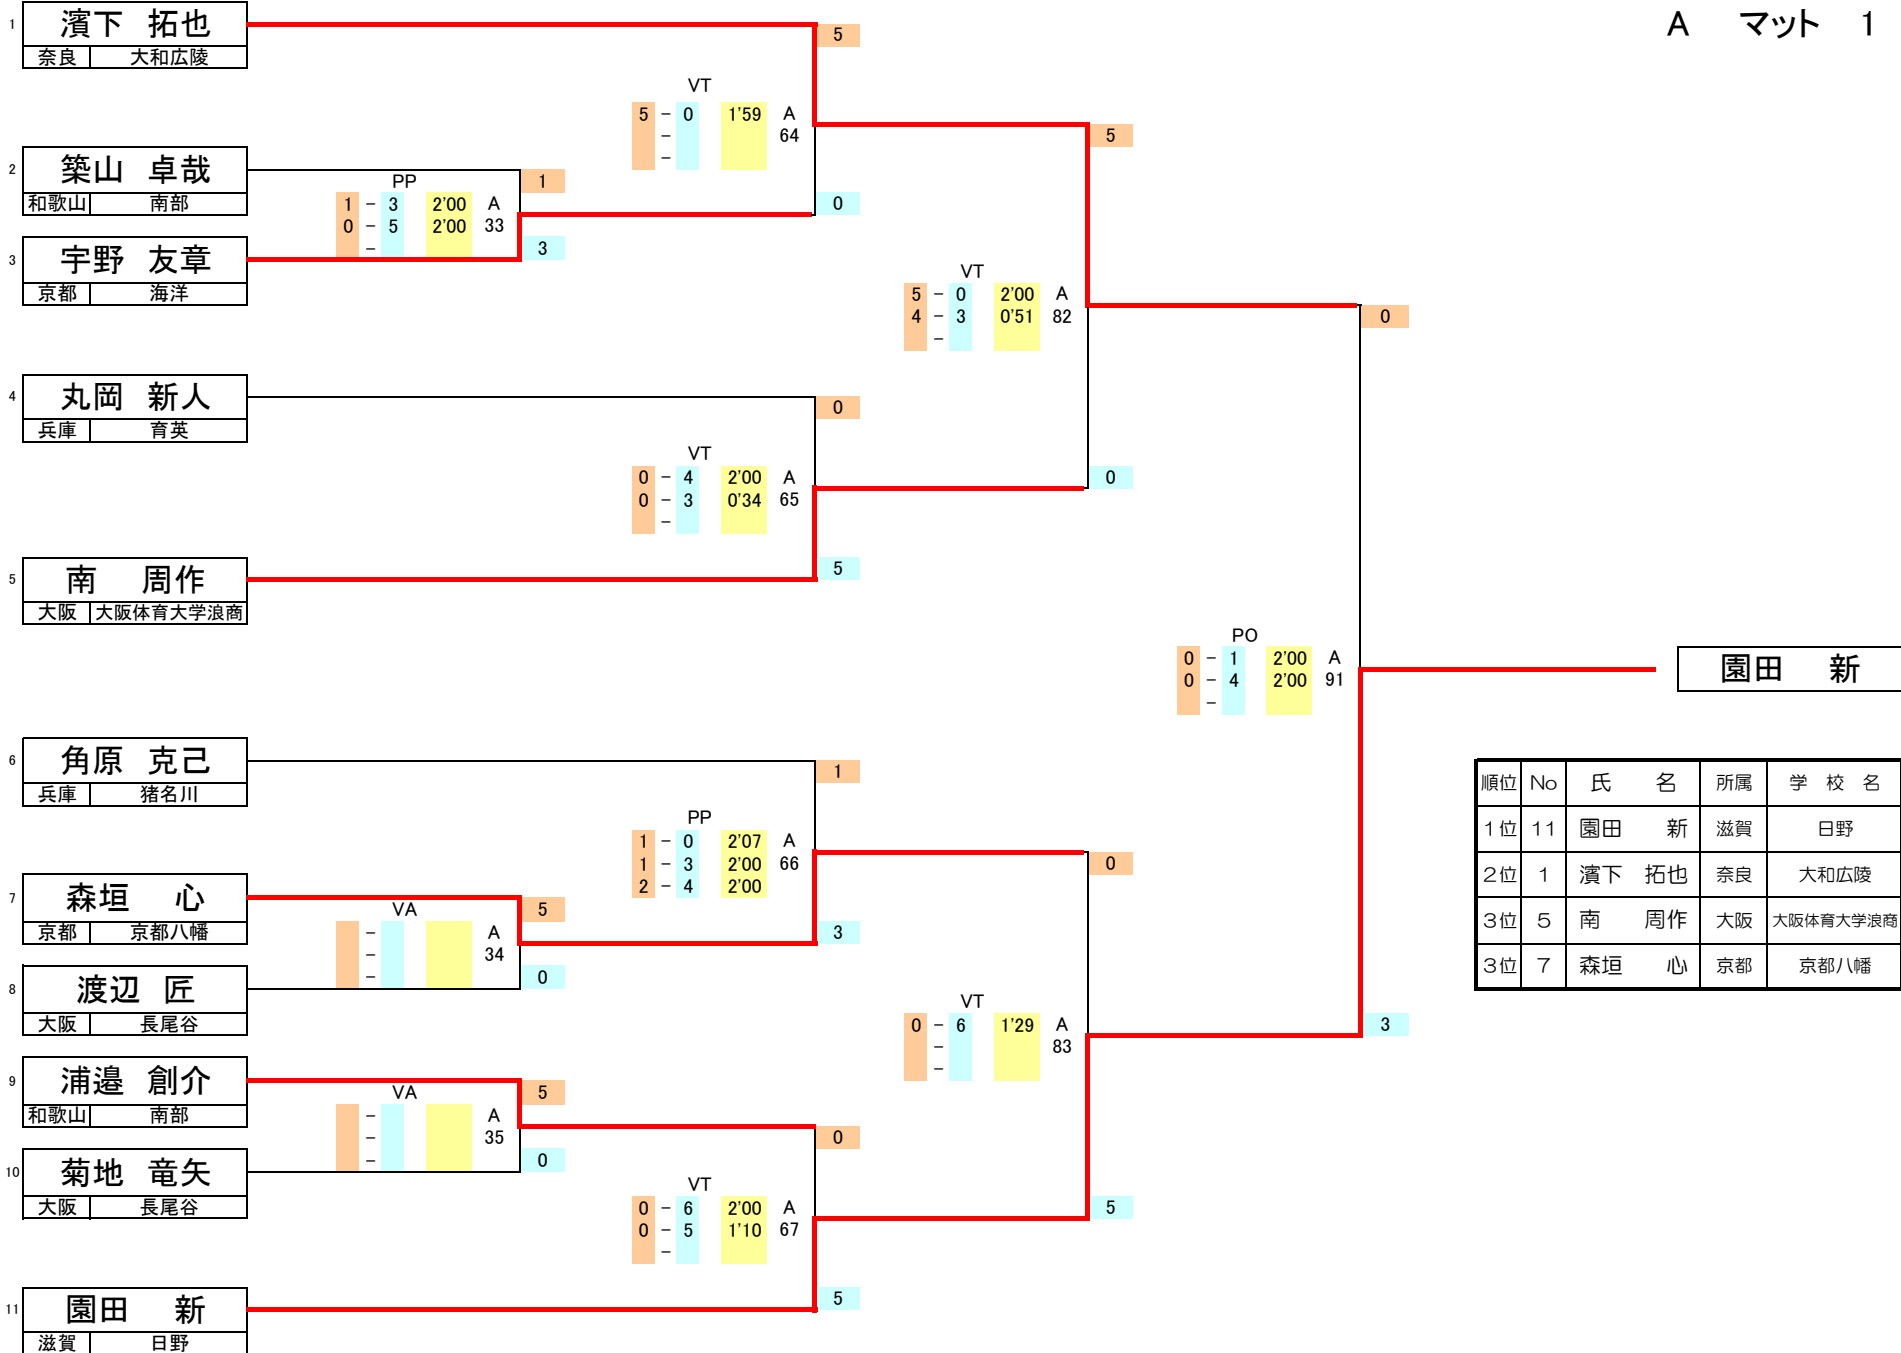 A マット 1
1 濱下 拓也
奈良 大和広陵
5
VT
5 - 0 1'59 A
- 64
-
5
2 築山 卓哉
和歌山 南部
1
PP
1 - 3 2'00 A
0 - 5 2'00 33
-
0
3 宇野 友章
京都 海洋
3
VT
5 - 0 2'00 A
4 - 3 0'51 82
-
0
4 丸岡 新人
兵庫 育英
0
VT
0 - 4 2'00 A
0 - 3 0'34 65
-
0
5 南 周作
大阪 大阪体育大学浪商
5
PO
0 - 1 2'00 A
0 - 4 2'00 91
-
園田 新
6 角原 克己
兵庫 猪名川
1
PP
1 - 0 2'07 A
1 - 3 2'00 66
2 - 4 2'00
0
7 森垣 心
京都 京都八幡
5
VA
- A
- 34
-
3
8 渡辺 匠
大阪 長尾谷
0
VT
0 - 6 1'29 A
- 83
-
3
9 浦邉 創介
和歌山 南部
5
VA
- A
- 35
-
0
10 菊地 竜矢
大阪 長尾谷
0
VT
0 - 6 2'00 A
0 - 5 1'10 67
-
5
11 園田 新
滋賀 日野
5
順位 No 氏 名 所属 学 校 名
1位 11 園田 新 滋賀 日野
2位 1 濱下 拓也 奈良 大和広陵
3位 5 南 周作 大阪 大阪体育大学浪商
3位 7 森垣 心 京都 京都八幡